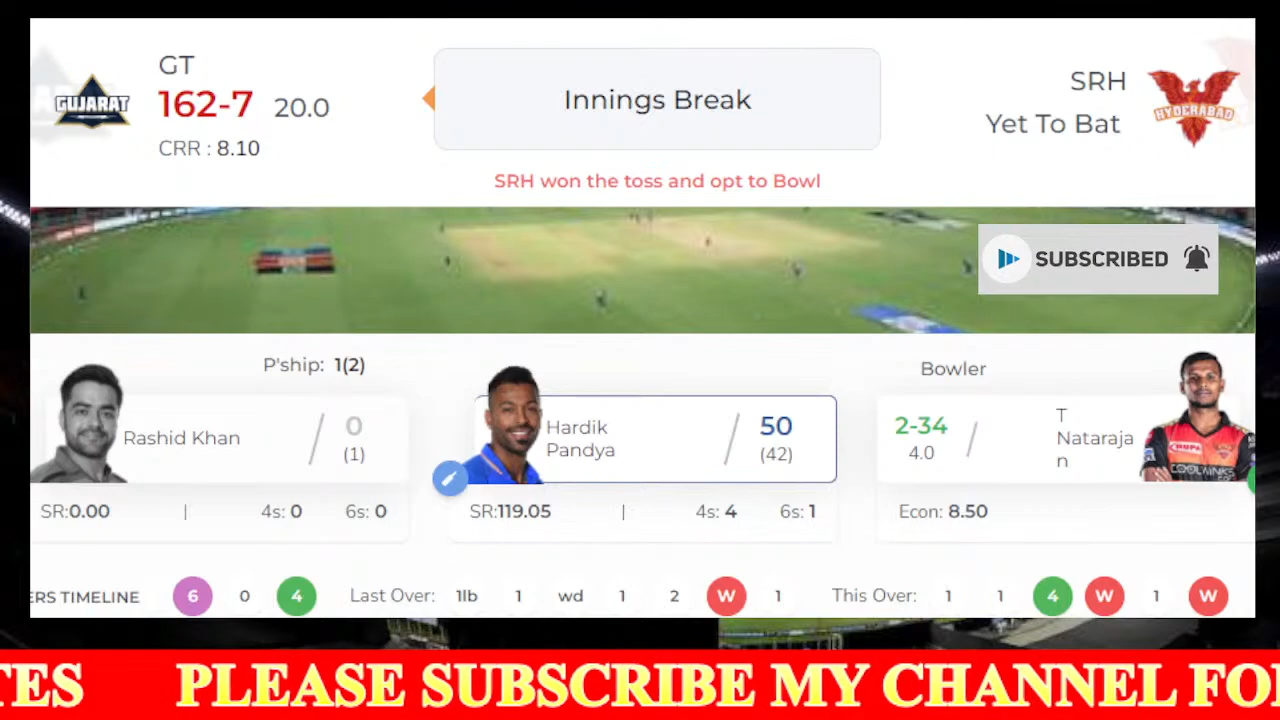 GT
162-7 20.0
CRR : 8.10
GUJARAT
Innings Break
SRH won the toss and opt to Bowl
SRH
Yet To Bat
HYDERABAD
SUBSCRIBED
P'ship: 1(2)
Rashid Khan
0
(1)
SR:0.00 | 4s: 0 6s: 0
Hardik
Pandya
50
(42)
SR:119.05 | 4s: 4 6s: 1
Bowler
2-34
4.0
T
Nataraja
n
COOLWINKS
Econ: 8.50
ERS TIMELINE 6 0 4 Last Over: 1lb 1 wd 1 2 W 1 This Over: 1 1 4 W 1 W
TES PLEASE SUBSCRIBE MY CHANNEL FO